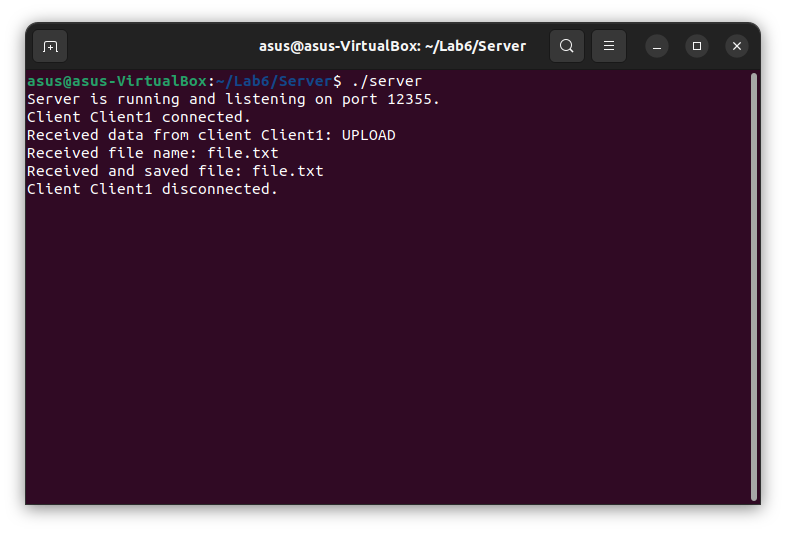 asus@asus-VirtualBox: ~/Lab6/Server
asus@asus-VirtualBox:~/Lab6/Server$ ./server
Server is running and listening on port 12355.
Client Client1 connected.
Received data from client Client1: UPLOAD
Received file name: file.txt
Received and saved file: file.txt
Client Client1 disconnected.